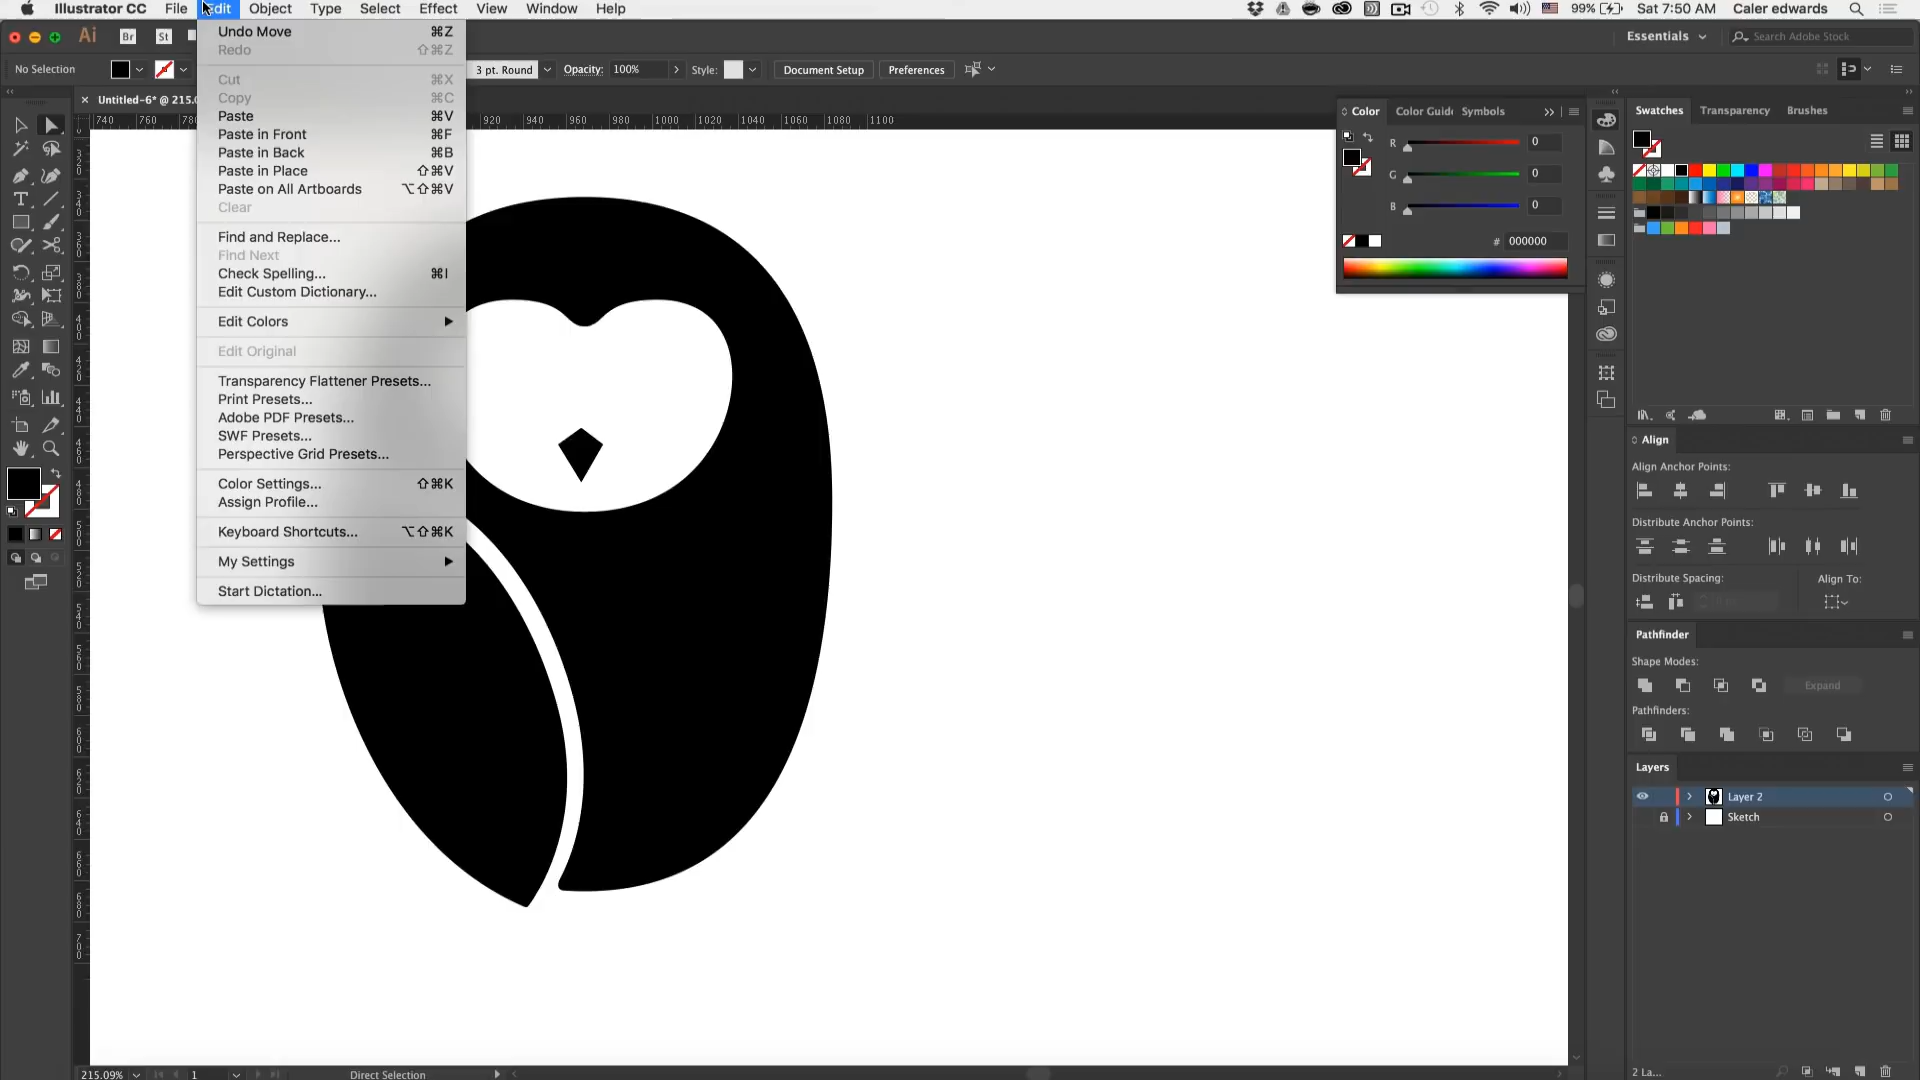 Illustrator CC File Edit Object Type Select Effect View Window Help 99% Sat 7:50 AM Caler edwards
Ai Br St Essentials Search Adobe Stock
No Selection 3 pt. Round Opacity: 100% Style: Document Setup Preferences
Untitled-6* @ 215.0
740 760 780 920 940 960 980 1000 1020 1040 1060 1080 1100
Undo Move ⌘Z
Redo ⇧⌘Z
Cut ⌘X
Copy ⌘C
Paste ⌘V
Paste in Front ⌘F
Paste in Back ⌘B
Paste in Place ⇧⌘V
Paste on All Artboards ⌥⇧⌘V
Clear
Find and Replace...
Find Next
Check Spelling... ⌘I
Edit Custom Dictionary...
Edit Colors
Edit Original
Transparency Flattener Presets...
Print Presets...
Adobe PDF Presets...
SWF Presets...
Perspective Grid Presets...
Color Settings... ⇧⌘K
Assign Profile...
Keyboard Shortcuts... ⌥⇧⌘K
My Settings
Start Dictation...
Color Color Guide Symbols
R 0
G 0
B 0
# 000000
Swatches Transparency Brushes
Align
Align Anchor Points:
Distribute Anchor Points:
Distribute Spacing: Align To:
Pathfinder
Shape Modes:
Expand
Pathfinders:
Layers
Layer 2
Sketch
2 La...
215.09% 1 Direct Selection